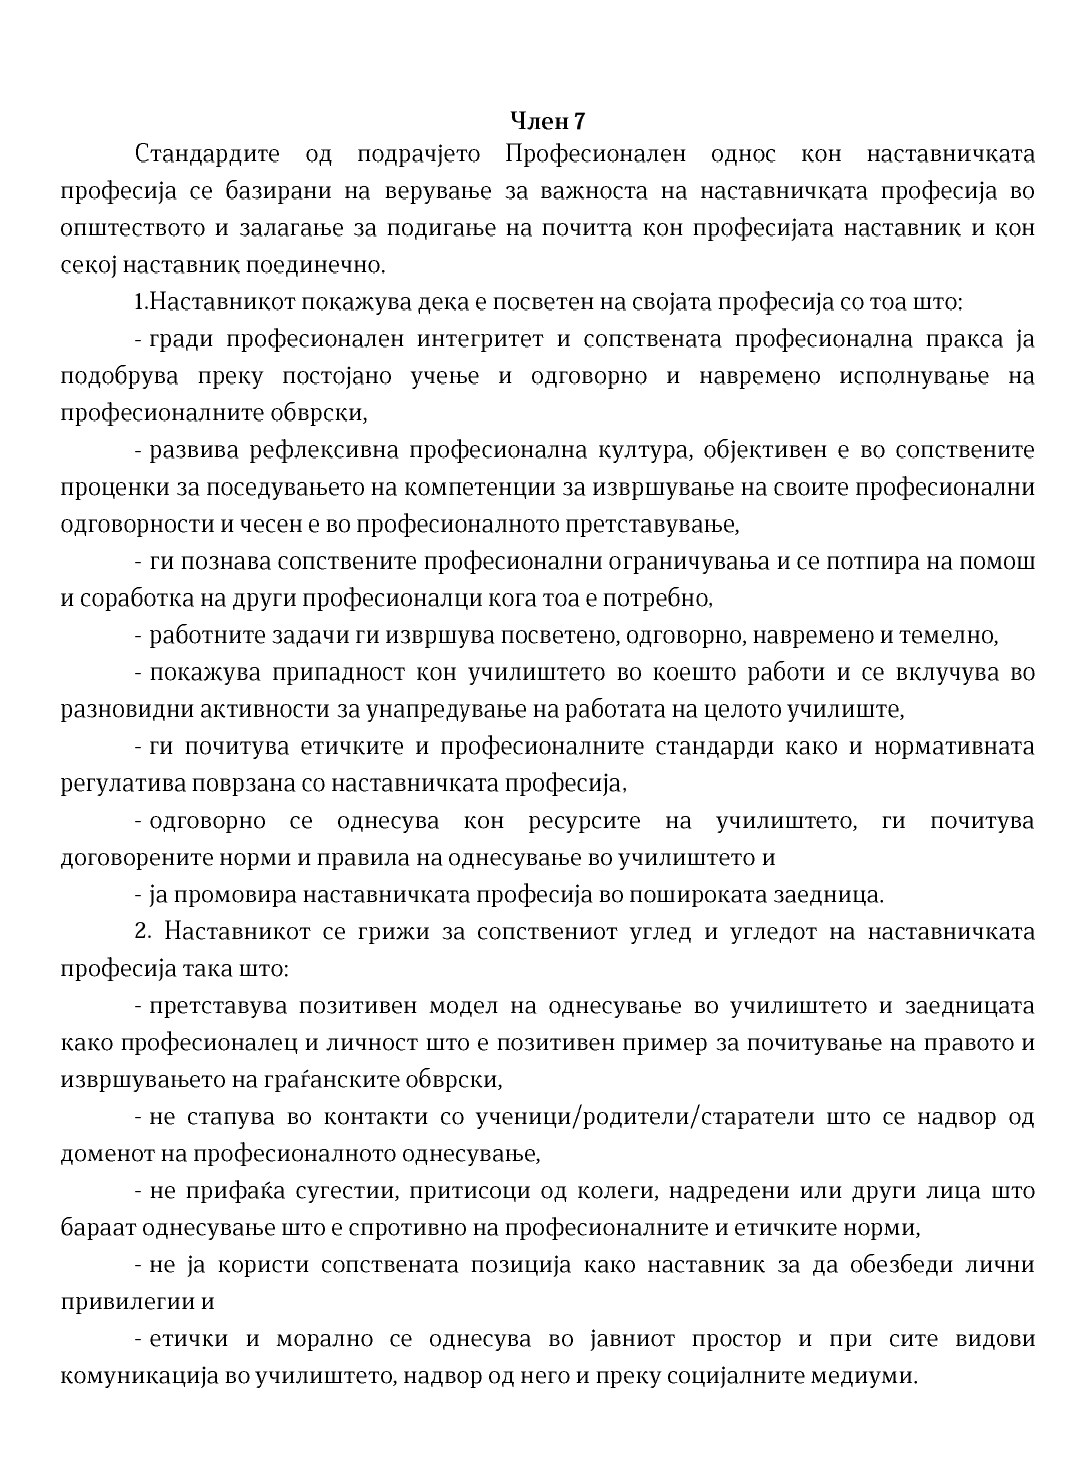 Член 7
Стандардите од подрачјето Професионален однос кон наставничката
професија се базирани на верување за важноста на наставничката професија во
општеството и залагање за подигање на почитта кон професијата наставник и кон
секој наставник поединечно.
1.Наставникот покажува дека е посветен на својата професија со тоа што:
- гради професионален интегритет и сопствената професионална пракса ја
подобрува преку постојано учење и одговорно и навремено исполнување на
професионалните обврски,
- развива рефлексивна професионална култура, објективен е во сопствените
проценки за поседувањето на компетенции за извршување на своите професионални
одговорности и чесен е во професионалното претставување,
- ги познава сопствените професионални ограничувања и се потпира на помош
и соработка на други професионалци кога тоа е потребно,
- работните задачи ги извршува посветено, одговорно, навремено и темелно,
- покажува припадност кон училиштето во коешто работи и се вклучува во
разновидни активности за унапредување на работата на целото училиште,
- ги почитува етичките и професионалните стандарди како и нормативната
регулатива поврзана со наставничката професија,
- одговорно се однесува кон ресурсите на училиштето, ги почитува
договорените норми и правила на однесување во училиштето и
- ја промовира наставничката професија во пошироката заедница.
2. Наставникот се грижи за сопствениот углед и угледот на наставничката
професија така што:
- претставува позитивен модел на однесување во училиштето и заедницата
како професионалец и личност што е позитивен пример за почитување на правото и
извршувањето на граѓанските обврски,
- не стапува во контакти со ученици/родители/старатели што се надвор од
доменот на професионалното однесување,
- не прифаќа сугестии, притисоци од колеги, надредени или други лица што
бараат однесување што е спротивно на професионалните и етичките норми,
- не ја користи сопствената позиција како наставник за да обезбеди лични
привилегии и
- етички и морално се однесува во јавниот простор и при сите видови
комуникација во училиштето, надвор од него и преку социјалните медиуми.